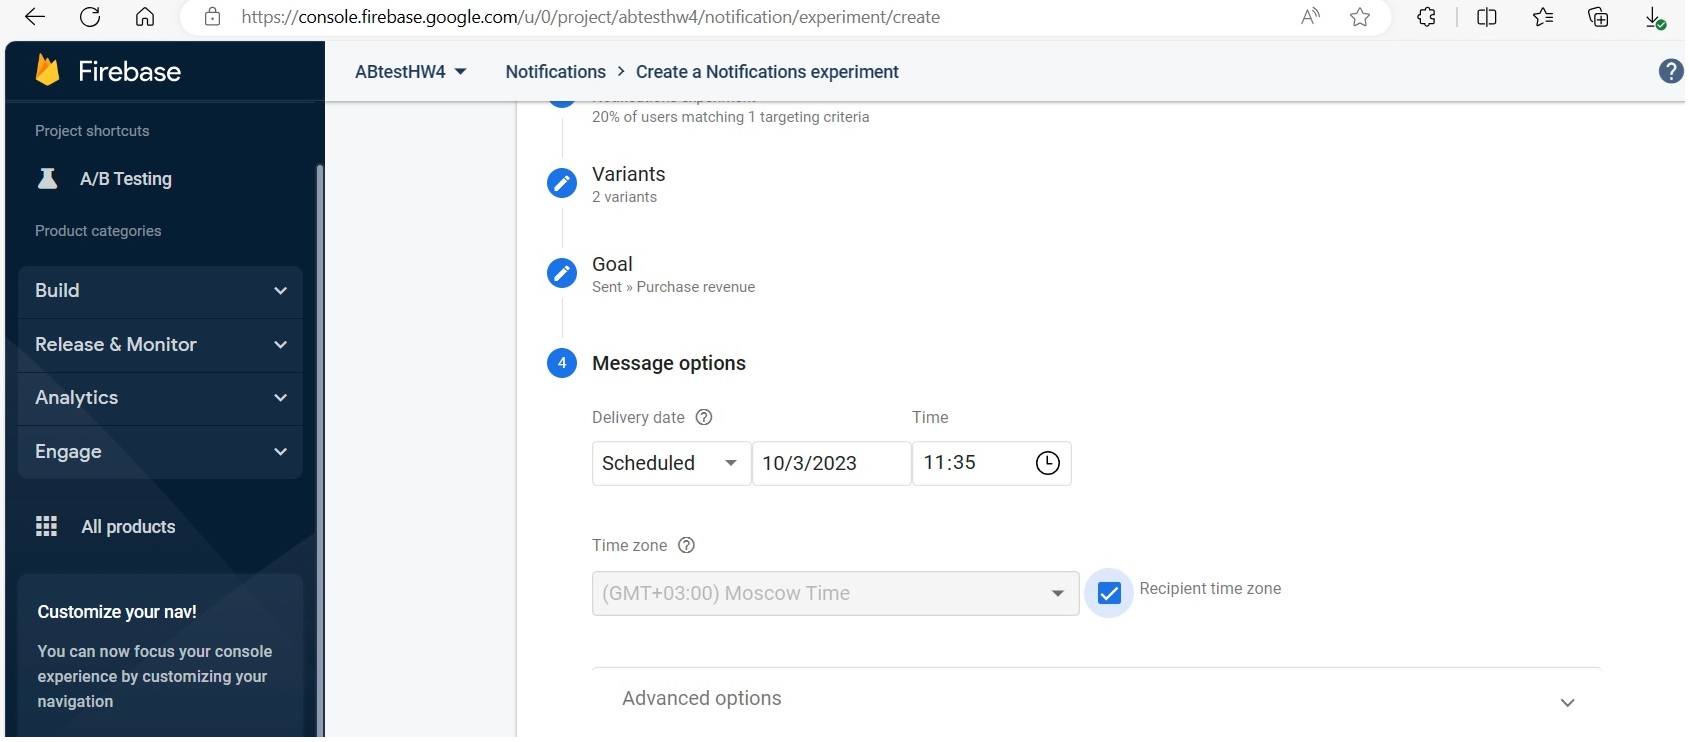 https://console.firebase.google.com/u/0/project/abtesthw4/notification/experiment/create
Firebase
ABtestHW4
Notifications > Create a Notifications experiment
Project shortcuts
A/B Testing
Product categories
Build
Release & Monitor
Analytics
Engage
All products
Customize your nav!
You can now focus your console
experience by customizing your
navigation
20% of users matching 1 targeting criteria
Variants
2 variants
Goal
Sent » Purchase revenue
4 Message options
Delivery date ?
Time
Scheduled
10/3/2023
11:35
Time zone ?
(GMT+03:00) Moscow Time
Recipient time zone
Advanced options